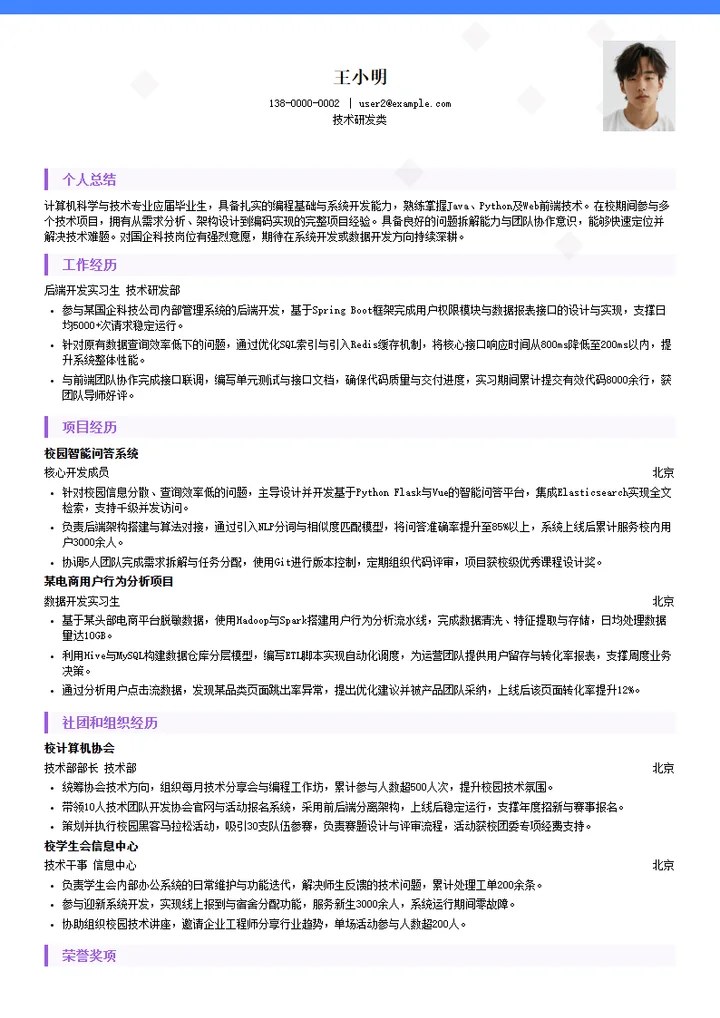 王小明
138-0000-0002 | user2@example.com
技术研发类
个人总结
计算机科学与技术专业应届毕业生，具备扎实的编程基础与系统开发能力，熟练掌握Java、Python及Web前端技术。在校期间参与多
个技术项目，拥有从需求分析、架构设计到编码实现的完整项目经验。具备良好的问题拆解能力与团队协作意识，能够快速定位并
解决技术难题。对国企科技岗位有强烈意愿，期待在系统开发或数据开发方向持续深耕。
工作经历
后端开发实习生 技术研发部
• 参与某国企科技公司内部管理系统的后端开发，基于Spring Boot框架完成用户权限模块与数据报表接口的设计与实现，支撑日
均5000+次请求稳定运行。
• 针对原有数据查询效率低下的问题，通过优化SQL索引与引入Redis缓存机制，将核心接口响应时间从800ms降低至200ms以内，提
升系统整体性能。
• 与前端团队协作完成接口联调，编写单元测试与接口文档，确保代码质量与交付进度，实习期间累计提交有效代码8000余行，获
团队导师好评。
项目经历
校园智能问答系统
核心开发成员 北京
• 针对校园信息分散、查询效率低的问题，主导设计并开发基于Python Flask与Vue的智能问答平台，集成Elasticsearch实现全文
检索，支持千级并发访问。
• 负责后端架构搭建与算法对接，通过引入NLP分词与相似度匹配模型，将问答准确率提升至85%以上，系统上线后累计服务校内用
户3000余人。
• 协调5人团队完成需求拆解与任务分配，使用Git进行版本控制，定期组织代码评审，项目获校级优秀课程设计奖。
某电商用户行为分析项目
数据开发实习生 北京
• 基于某头部电商平台脱敏数据，使用Hadoop与Spark搭建用户行为分析流水线，完成数据清洗、特征提取与存储，日均处理数据
量达10GB。
• 利用Hive与MySQL构建数据仓库分层模型，编写ETL脚本实现自动化调度，为运营团队提供用户留存与转化率报表，支撑周度业务
决策。
• 通过分析用户点击流数据，发现某品类页面跳出率异常，提出优化建议并被产品团队采纳，上线后该页面转化率提升12%。
社团和组织经历
校计算机协会
技术部部长 技术部 北京
• 统筹协会技术方向，组织每月技术分享会与编程工作坊，累计参与人数超500人次，提升校园技术氛围。
• 带领10人技术团队开发协会官网与活动报名系统，采用前后端分离架构，上线后稳定运行，支撑年度招新与赛事报名。
• 策划并执行校园黑客马拉松活动，吸引30支队伍参赛，负责赛题设计与评审流程，活动获校团委专项经费支持。
校学生会信息中心
技术干事 信息中心 北京
• 负责学生会内部办公系统的日常维护与功能迭代，解决师生反馈的技术问题，累计处理工单200余条。
• 参与迎新系统开发，实现线上报到与宿舍分配功能，服务新生3000余人，系统运行期间零故障。
• 协助组织校园技术讲座，邀请企业工程师分享行业趋势，单场活动参与人数超200人。
荣誉奖项